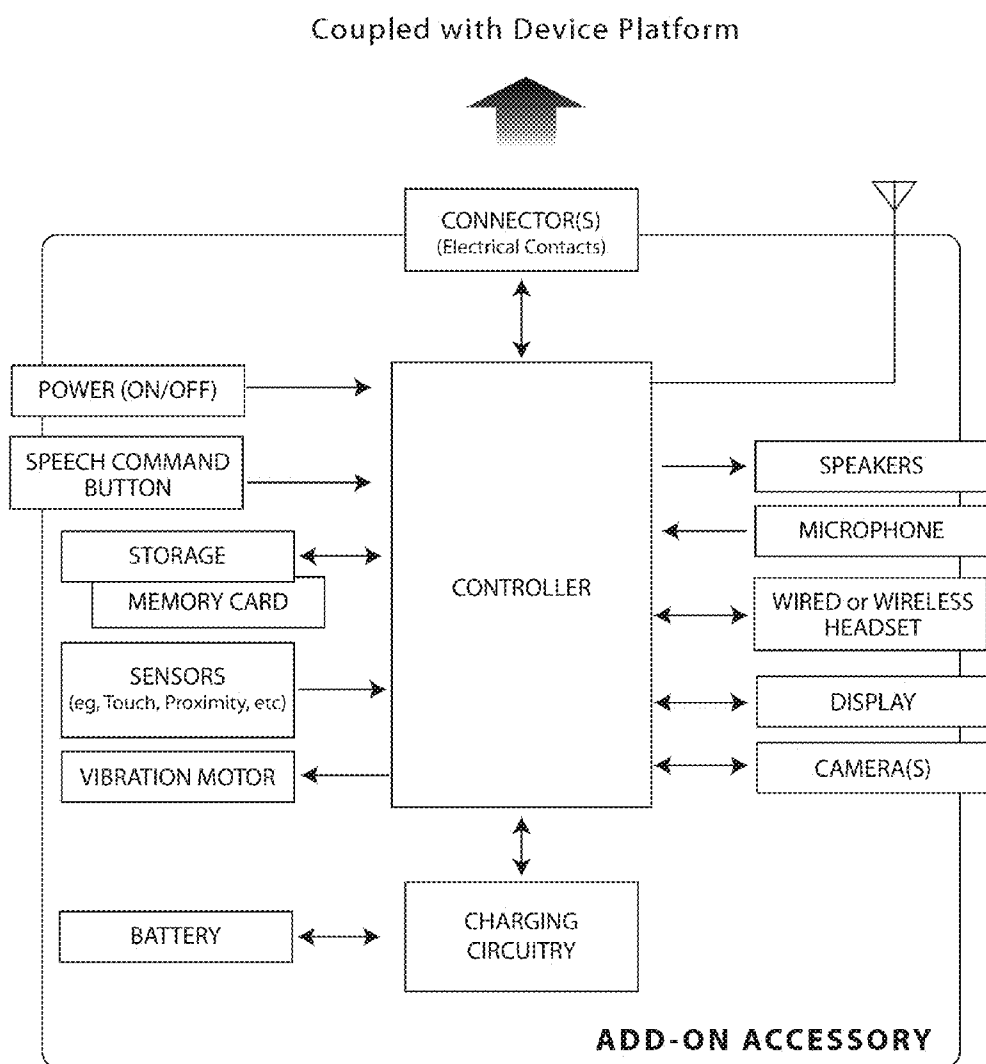 Coupled with Device Platform
CONNECTOR(S)
(Electrical Contacts)
POWER (ON/OFF)
SPEECH COMMAND
BUTTON
STORAGE
MEMORY CARD
SENSORS
(eg, Touch, Proximity, etc)
VIBRATION MOTOR
CONTROLLER
SPEAKERS
MICROPHONE
WIRED or WIRELESS
HEADSET
DISPLAY
CAMERA(S)
BATTERY
CHARGING
CIRCUITRY
ADD-ON ACCESSORY